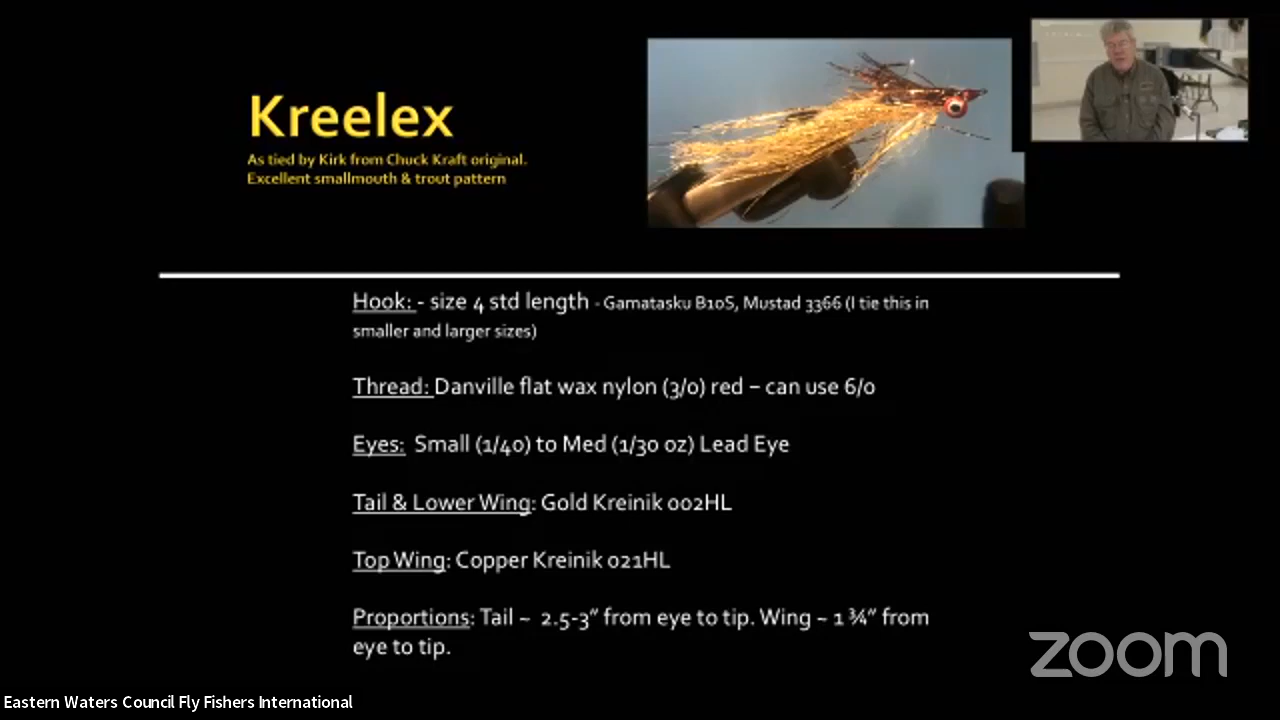 Kreelex
As tied by Kirk from Chuck Kraft original.
Excellent smallmouth & trout pattern
Hook: - size 4 std length - Gamatasku B10S, Mustad 3366 (I tie this in
smaller and larger sizes)
Thread: Danville flat wax nylon (3/0) red – can use 6/0
Eyes: Small (1/40) to Med (1/30 oz) Lead Eye
Tail & Lower Wing: Gold Kreinik 002HL
Top Wing: Copper Kreinik 021HL
Proportions: Tail ~ 2.5-3” from eye to tip. Wing ~ 1 ¾” from
eye to tip.
zoom
Eastern Waters Council Fly Fishers International